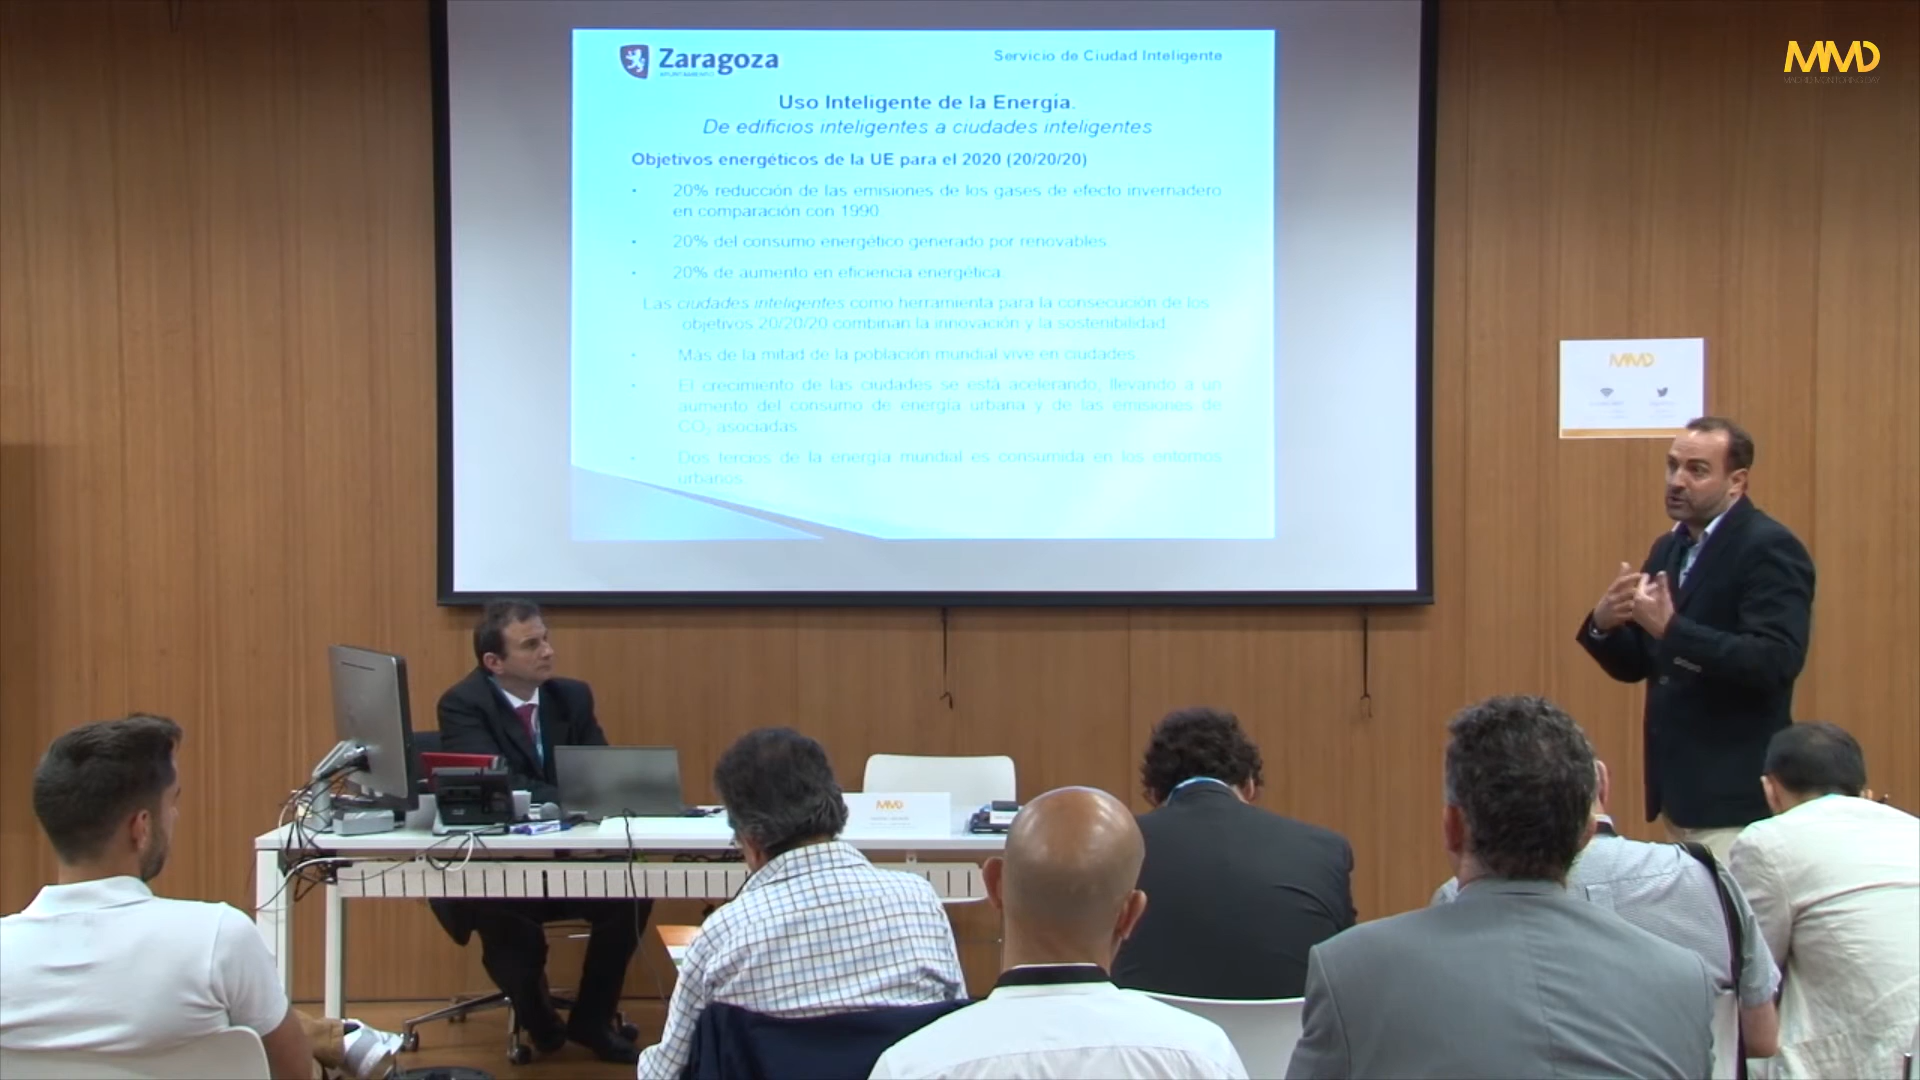 Zaragoza
AYUNTAMIENTO
Servicio de Ciudad Inteligente
Uso Inteligente de la Energía.
De edificios inteligentes a ciudades inteligentes
Objetivos energéticos de la UE para el 2020 (20/20/20)
• 20% reducción de las emisiones de los gases de efecto invernadero
en comparación con 1990
• 20% del consumo energético generado por renovables
• 20% de aumento en eficiencia energética.
Las ciudades inteligentes como herramienta para la consecución de los
objetivos 20/20/20 combinan la innovación y la sostenibilidad
• Más de la mitad de la población mundial vive en ciudades
• El crecimiento de las ciudades se está acelerando, llevando a un
aumento del consumo de energía urbana y de las emisiones de
CO₂ asociadas
• Dos tercios de la energía mundial es consumida en los entornos
urbanos.
MMD
MADRID MONITORING DAY
MMD
MMD